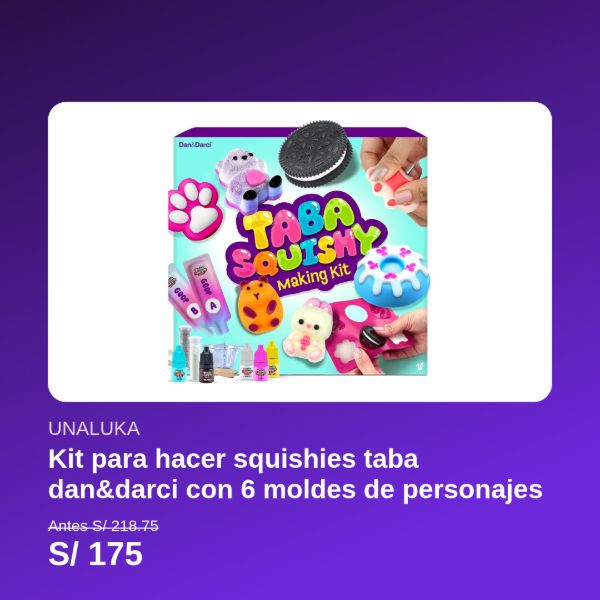 Dan&Darci
TABA
SQUISHY
Making Kit
GOOP B
GOOP A
UNALUKA
Kit para hacer squishies taba
dan&darci con 6 moldes de personajes
Antes S/ 218.75
S/ 175